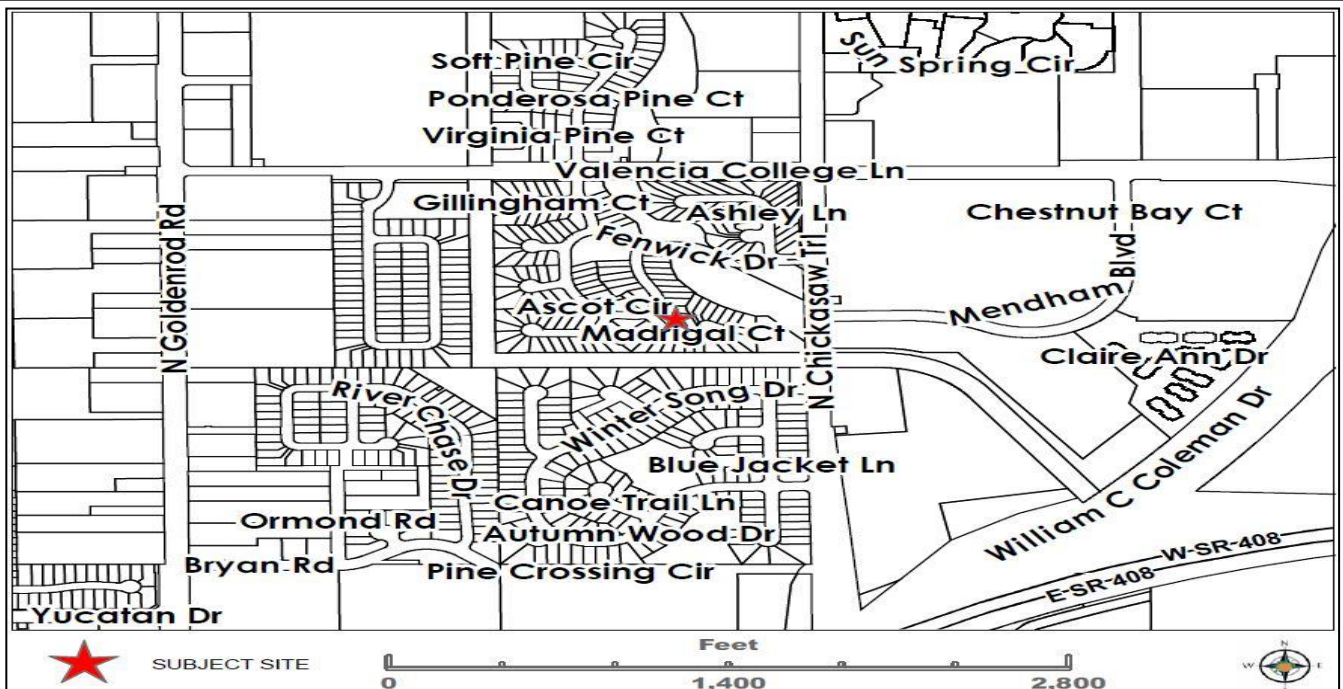 Soft Pine Cir
Sun Spring Cir
Ponderosa Pine Ct
Virginia Pine Ct
Valencia College Ln
Gillingham Ct
Ashley Ln
Chestnut Bay Ct
N Goldenrod Rd
Fenwick Dr
N Chickasaw Trl
Mendham Blvd
Ascot Cir
Madrigal Ct
Claire Ann Dr
River Chase Dr
Winter Song Dr
Blue Jacket Ln
William C Coleman Dr
Canoe Trail Ln
Ormond Rd
Autumn Wood Dr
W-SR-408
Bryan Rd
Pine Crossing Cir
E-SR-408
Yucatan Dr
SUBJECT SITE
Feet
0 1,400 2,800
N
W E
S